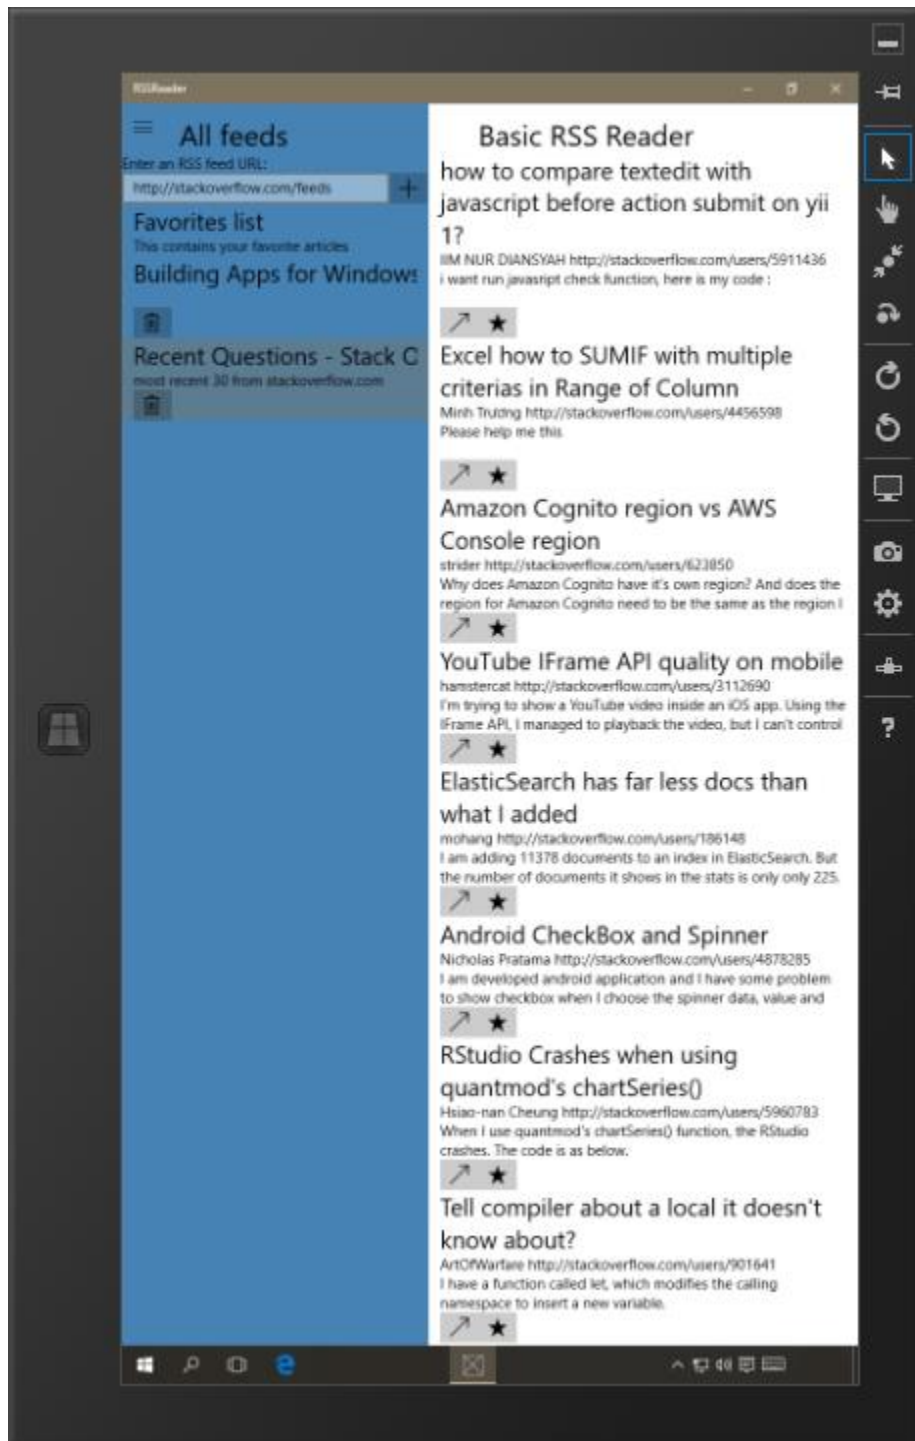 RSSReader
All feeds
Enter an RSS feed URL:
http://stackoverflow.com/feeds
Favorites list
This contains your favorite articles
Building Apps for Windows
Recent Questions - Stack O
most recent 30 from stackoverflow.com
Basic RSS Reader
how to compare textedit with
javascript before action submit on yii
1?
IIM NUR DIANSYAH http://stackoverflow.com/users/5911436
i want run javasript check function, here is my code :
Excel how to SUMIF with multiple
criterias in Range of Column
Minh Trương http://stackoverflow.com/users/4456598
Please help me this
Amazon Cognito region vs AWS
Console region
strider http://stackoverflow.com/users/623850
Why does Amazon Cognito have it's own region? And does the
region for Amazon Cognito need to be the same as the region I
YouTube IFrame API quality on mobile
hamstercat http://stackoverflow.com/users/3112690
I'm trying to show a YouTube video inside an iOS app. Using the
IFrame API, I managed to playback the video, but I can't control
ElasticSearch has far less docs than
what I added
mohang http://stackoverflow.com/users/186148
I am adding 11378 documents to an index in ElasticSearch. But
the number of documents it shows in the stats is only only 225.
Android CheckBox and Spinner
Nicholas Pratama http://stackoverflow.com/users/4878285
I am developed android application and I have some problem
to show checkbox when I choose the spinner data, value and
RStudio Crashes when using
quantmod's chartSeries()
Hsiao-nan Cheung http://stackoverflow.com/users/5960783
When I use quantmod's chartSeries() function, the RStudio
crashes. The code is as below.
Tell compiler about a local it doesn't
know about?
ArtOfWarfare http://stackoverflow.com/users/901641
I have a function called let, which modifies the calling
namespace to insert a new variable.